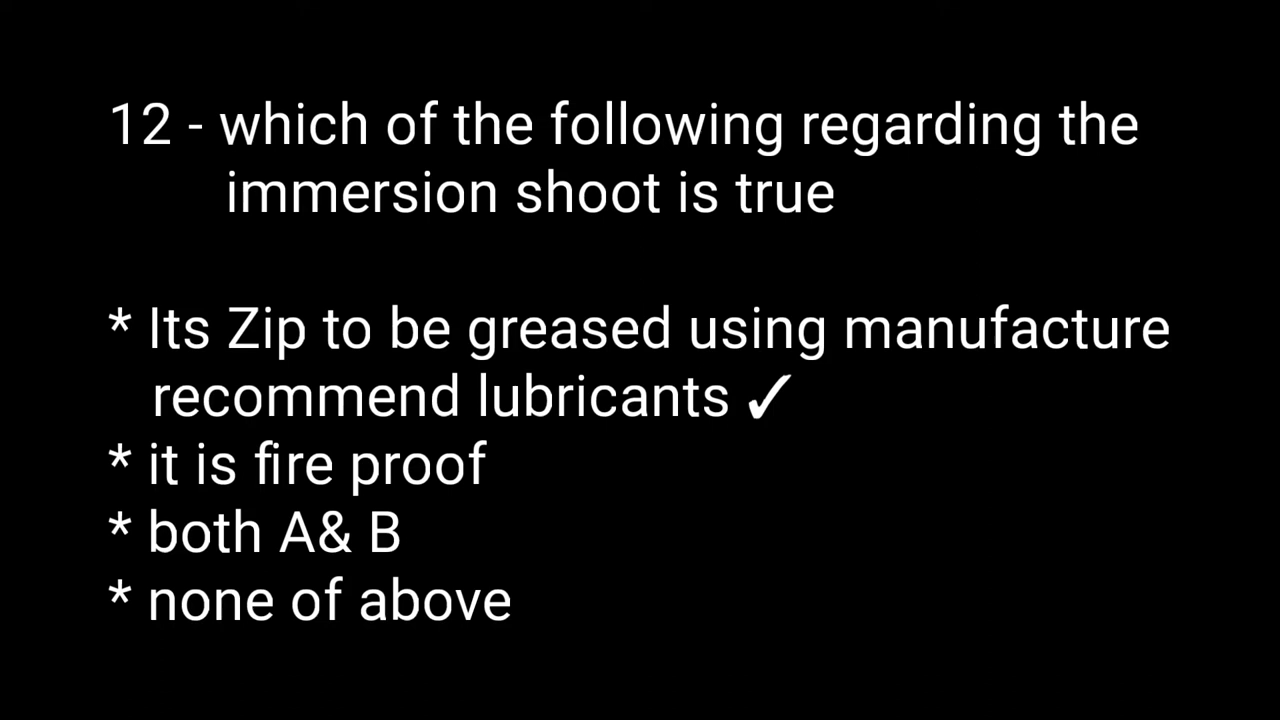 12 - which of the following regarding the
immersion shoot is true
* Its Zip to be greased using manufacture
recommend lubricants ✓
* it is fire proof
* both A& B
* none of above